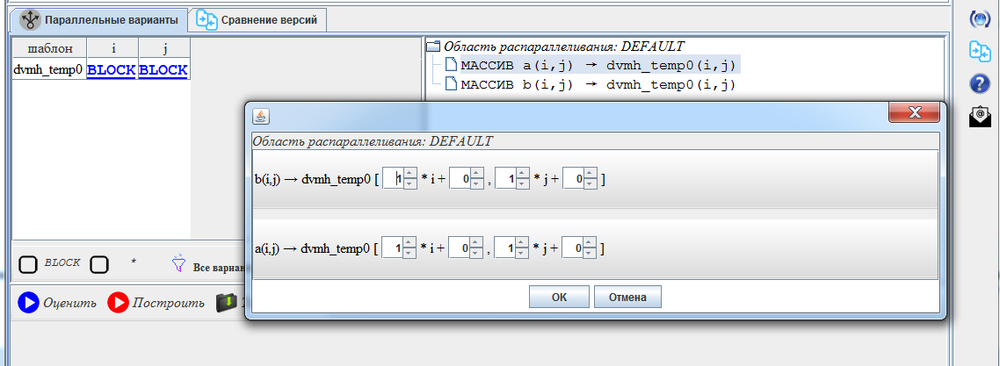 Параллельные варианты Сравнение версий
шаблон i j
dvmh_temp0 BLOCK BLOCK
Область распараллеливания: DEFAULT
МАССИВ a(i,j) → dvmh_temp0(i,j)
МАССИВ b(i,j) → dvmh_temp0(i,j)
Область распараллеливания: DEFAULT
b(i,j) → dvmh_temp0 [ 1 * i + 0 , 1 * j + 0 ]
a(i,j) → dvmh_temp0 [ 1 * i + 0 , 1 * j + 0 ]
OK Отмена
BLOCK * Все
Оценить Построить